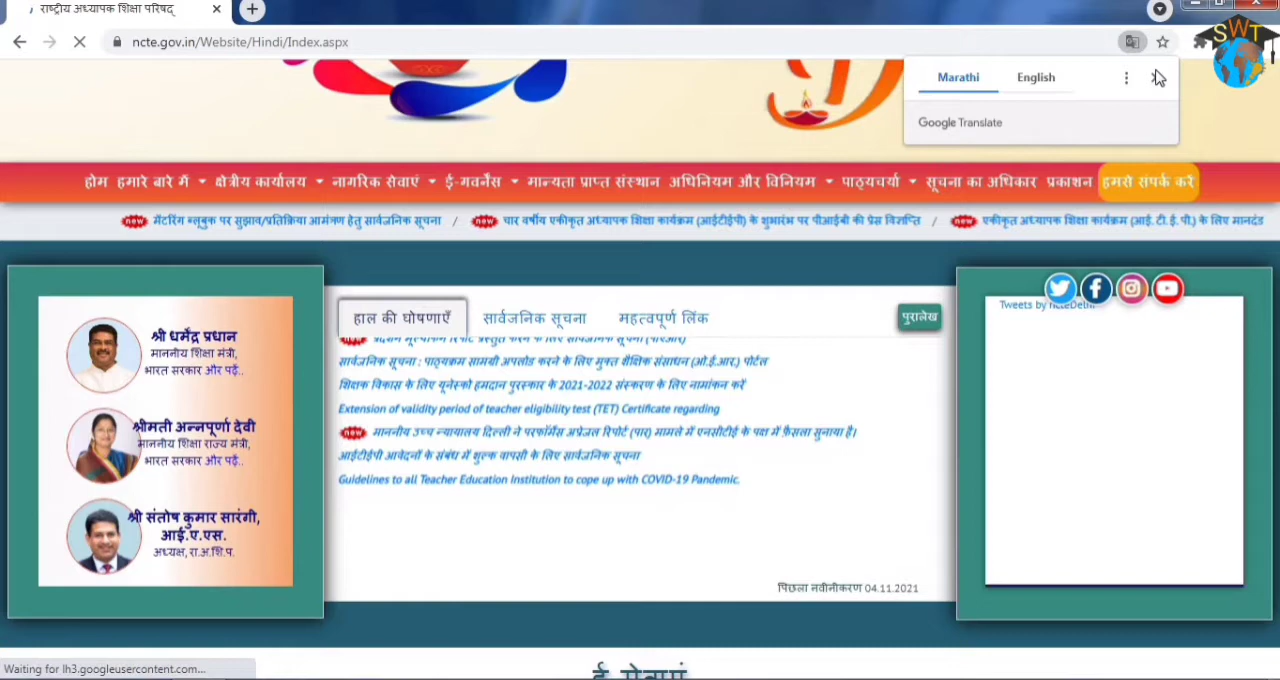 राष्ट्रीय अध्यापक शिक्षा परिषद्
ncte.gov.in/Website/Hindi/Index.aspx
SWT
Marathi English
Google Translate
होम हमारे बारे में क्षेत्रीय कार्यालय नागरिक सेवाएं ई-गवर्नेंस मान्यता प्राप्त संस्थान अधिनियम और विनियम पाठ्यचर्या सूचना का अधिकार प्रकाशन हमसे संपर्क करें
new मेंटरिंग ब्लूबुक पर सुझाव/प्रतिक्रिया आमंत्रण हेतु सार्वजनिक सूचना / new चार वर्षीय एकीकृत अध्यापक शिक्षा कार्यक्रम (आईटीईपी) के शुभारंभ पर पीआईबी की प्रेस विज्ञप्ति / new एकीकृत अध्यापक शिक्षा कार्यक्रम (आई. टी. ई. पी.) के लिए मानदंड
श्री धर्मेंद्र प्रधान
माननीय शिक्षा मंत्री,
भारत सरकार और पढ़ें..
श्रीमती अन्नपूर्णा देवी
माननीय शिक्षा राज्य मंत्री,
भारत सरकार और पढ़ें..
श्री संतोष कुमार सारंगी,
आई.ए.एस.
अध्यक्ष, रा.अ.शि.प.
हाल की घोषणाएँ सार्वजनिक सूचना महत्वपूर्ण लिंक पुरालेख
प्रदर्शन मूल्यांकन रिपोर्ट प्रस्तुत करने के लिए सार्वजनिक सूचना (पीएआर)
सार्वजनिक सूचना : पाठ्यक्रम सामग्री अपलोड करने के लिए मुक्त शैक्षिक संसाधन (ओ.ई.आर.) पोर्टल
शिक्षक विकास के लिए यूनेस्को हमदान पुरस्कार के 2021-2022 संस्करण के लिए नामांकन करें
Extension of validity period of teacher eligibility test (TET) Certificate regarding
new माननीय उच्च न्यायालय दिल्ली ने परफॉर्मेंस अप्रेजल रिपोर्ट (पार) मामले में एनसीटीई के पक्ष में फ़ैसला सुनाया है।
आईटीईपी आवेदनों के संबंध में शुल्क वापसी के लिए सार्वजनिक सूचना
Guidelines to all Teacher Education Institution to cope up with COVID-19 Pandemic.
पिछला नवीनीकरण 04.11.2021
Tweets by ncteDelhi
Waiting for lh3.googleusercontent.com...
ई-सेवाएं